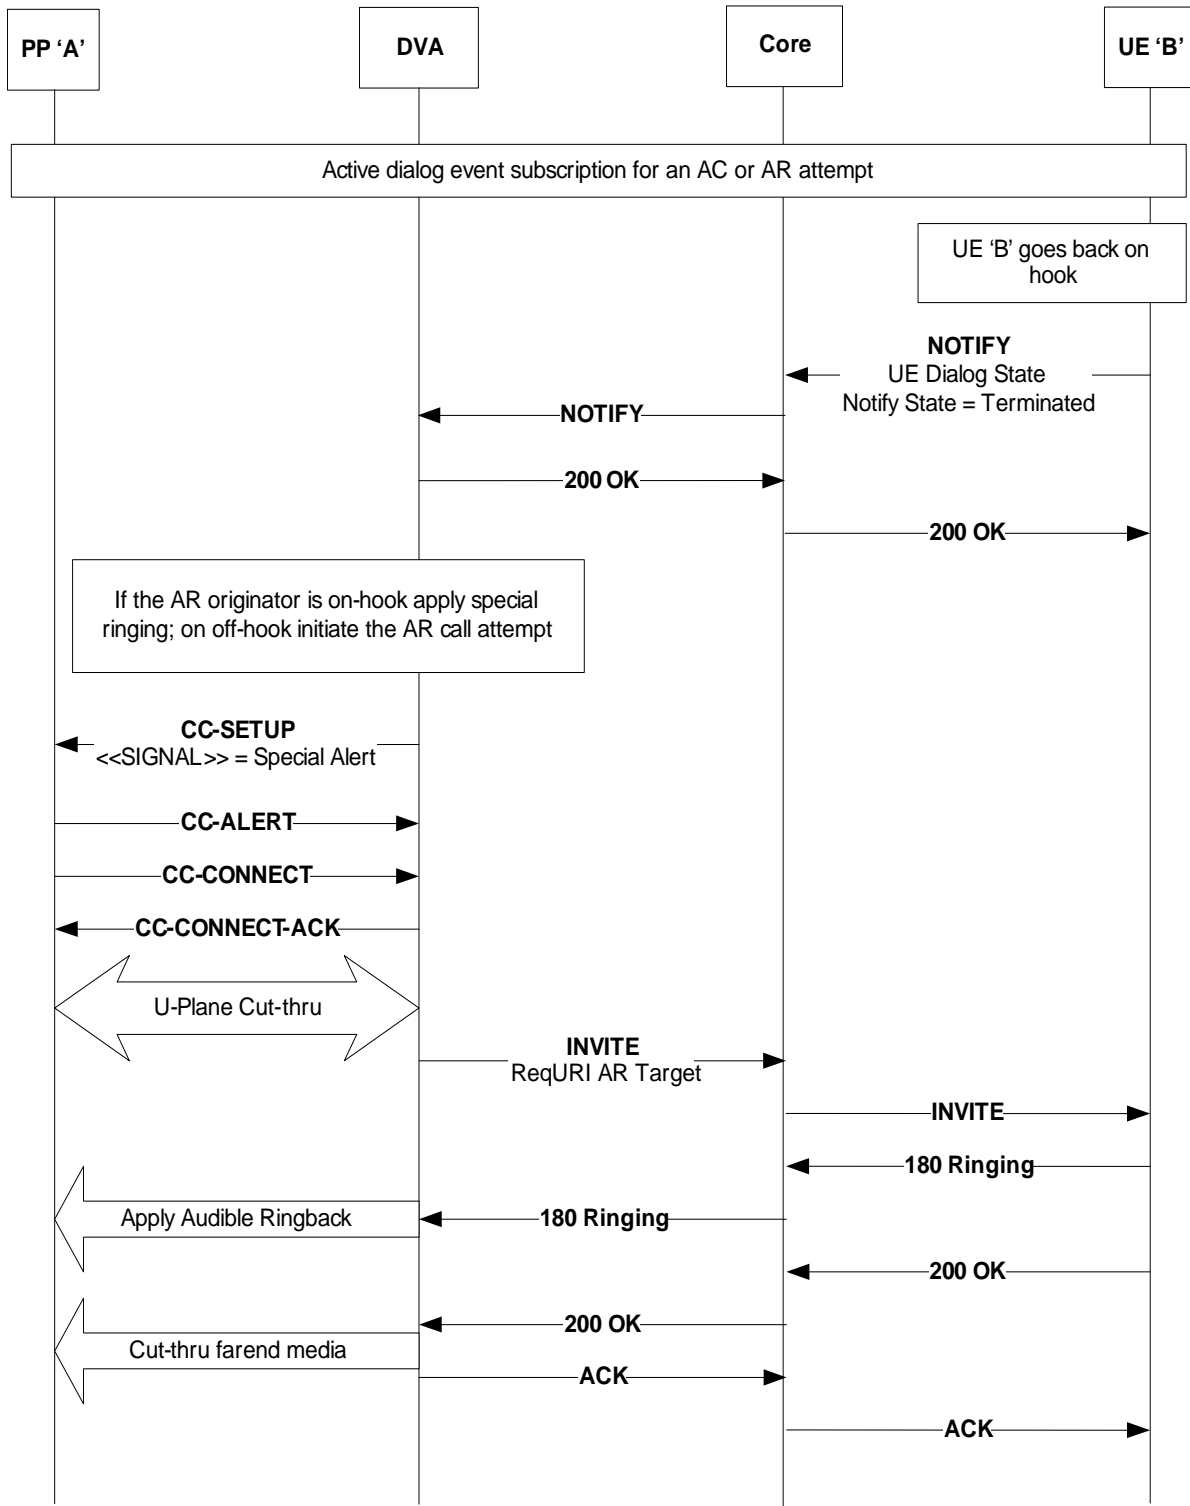 PP ‘A’
DVA
Core
UE ‘B’
Active dialog event subscription for an AC or AR attempt
UE ‘B’ goes back on
hook
NOTIFY
UE Dialog State
Notify State = Terminated
NOTIFY
200 OK
200 OK
If the AR originator is on-hook apply special
ringing; on off-hook initiate the AR call attempt
CC-SETUP
<<SIGNAL>> = Special Alert
CC-ALERT
CC-CONNECT
CC-CONNECT-ACK
U-Plane Cut-thru
INVITE
ReqURI AR Target
INVITE
180 Ringing
Apply Audible Ringback
180 Ringing
200 OK
200 OK
Cut-thru farend media
ACK
ACK